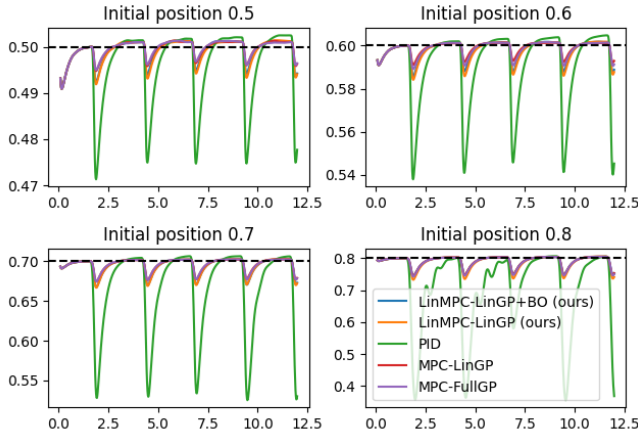 Initial position 0.5
0.50
0.49
0.48
0.47
0.0 2.5 5.0 7.5 10.0 12.5
Initial position 0.6
0.60
0.58
0.56
0.54
0.0 2.5 5.0 7.5 10.0 12.5
Initial position 0.7
0.70
0.65
0.60
0.55
0.0 2.5 5.0 7.5 10.0 12.5
Initial position 0.8
0.8
0.7
0.6
0.5
0.4
LinMPC-LinGP+BO (ours)
LinMPC-LinGP (ours)
PID
MPC-LinGP
MPC-FullGP
0.0 2.5 5.0 7.5 10.0 12.5